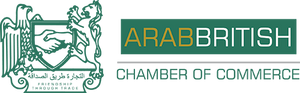 التجارة طريق الصداقة
FRIENDSHIP
THROUGH TRADE
ARABBRITISH
CHAMBER OF COMMERCE